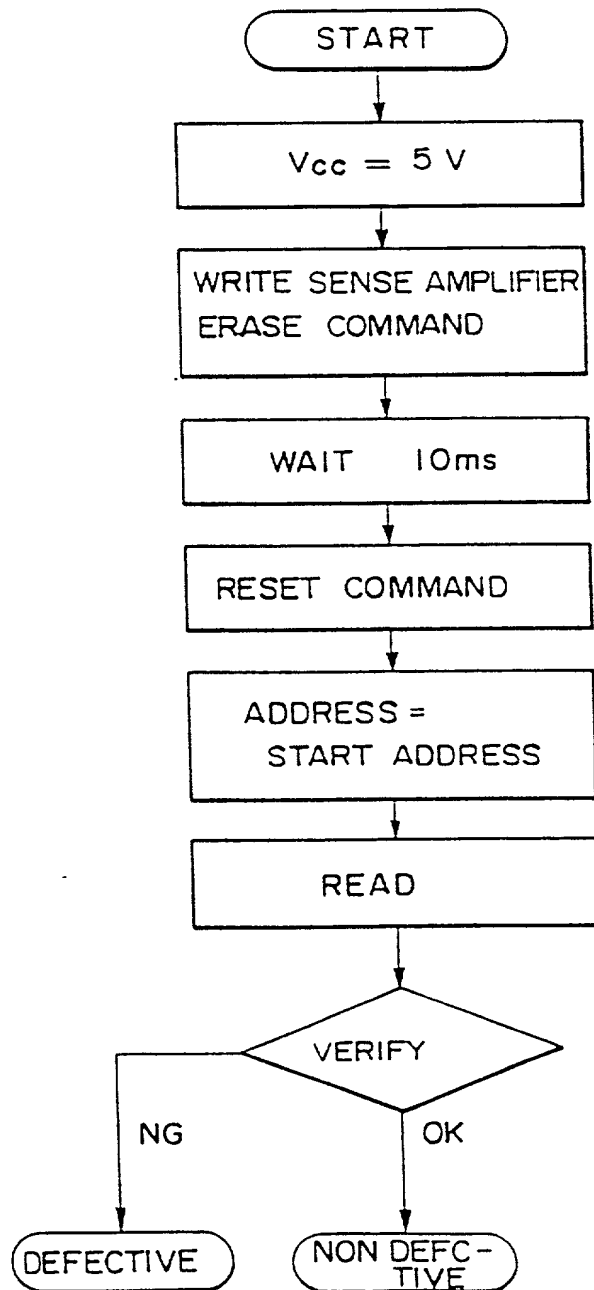 START
Vcc = 5 V
WRITE SENSE AMPLIFIER
ERASE COMMAND
WAIT 10ms
RESET COMMAND
ADDRESS =
START ADDRESS
READ
VERIFY
NG
OK
DEFECTIVE
NON DEFC-
TIVE